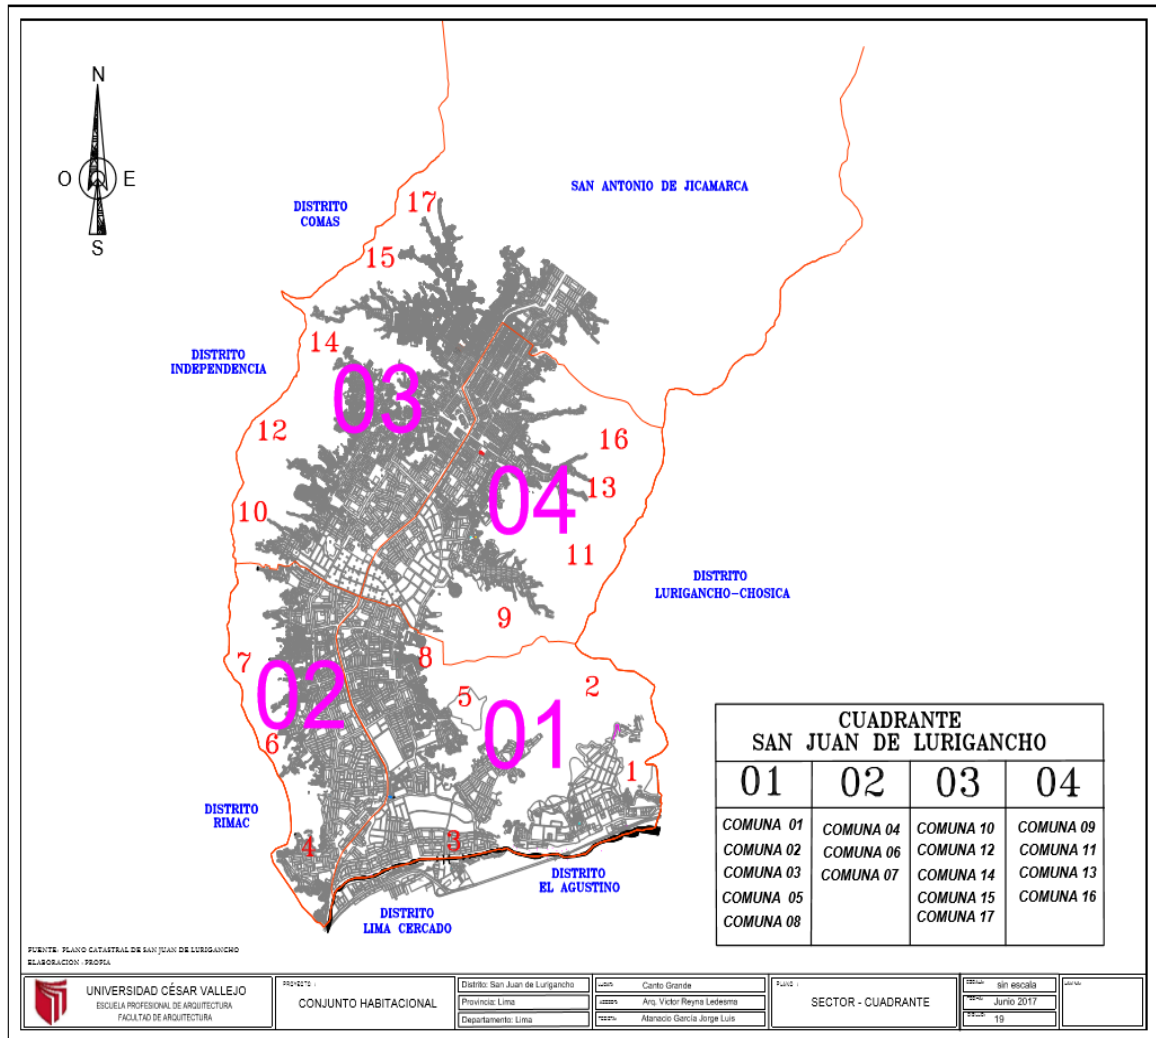 N
O E
S
SAN ANTONIO DE JICAMARCA
DISTRITO
COMAS
17
15
14
DISTRITO
INDEPENDENCIA
03
12
16
04
13
10
11
DISTRITO
LURIGANCHO-CHOSICA
9
7
8
02
5
2
01
6
1
DISTRITO
RIMAC
4
3
DISTRITO
EL AGUSTINO
DISTRITO
LIMA CERCADO
CUADRANTE
SAN JUAN DE LURIGANCHO
01 02 03 04
COMUNA 01 COMUNA 04 COMUNA 10 COMUNA 09
COMUNA 02 COMUNA 06 COMUNA 12 COMUNA 11
COMUNA 03 COMUNA 07 COMUNA 14 COMUNA 13
COMUNA 05 COMUNA 15 COMUNA 16
COMUNA 08 COMUNA 17
FUENTE: PLANO CATASTRAL DE SAN JUAN DE LURIGANCHO
ELABORACION - PROPIA
UNIVERSIDAD CÉSAR VALLEJO
ESCUELA PROFESIONAL DE ARQUITECTURA
FACULTAD DE ARQUITECTURA
PROYECTO :
CONJUNTO HABITACIONAL
Distrito: San Juan de Lurigancho
Provincia: Lima
Departamento: Lima
Canto Grande
Arq. Victor Reyna Ledesma
Atanacio García Jorge Luis
PLANO :
SECTOR - CUADRANTE
sin escala
Junio 2017
19